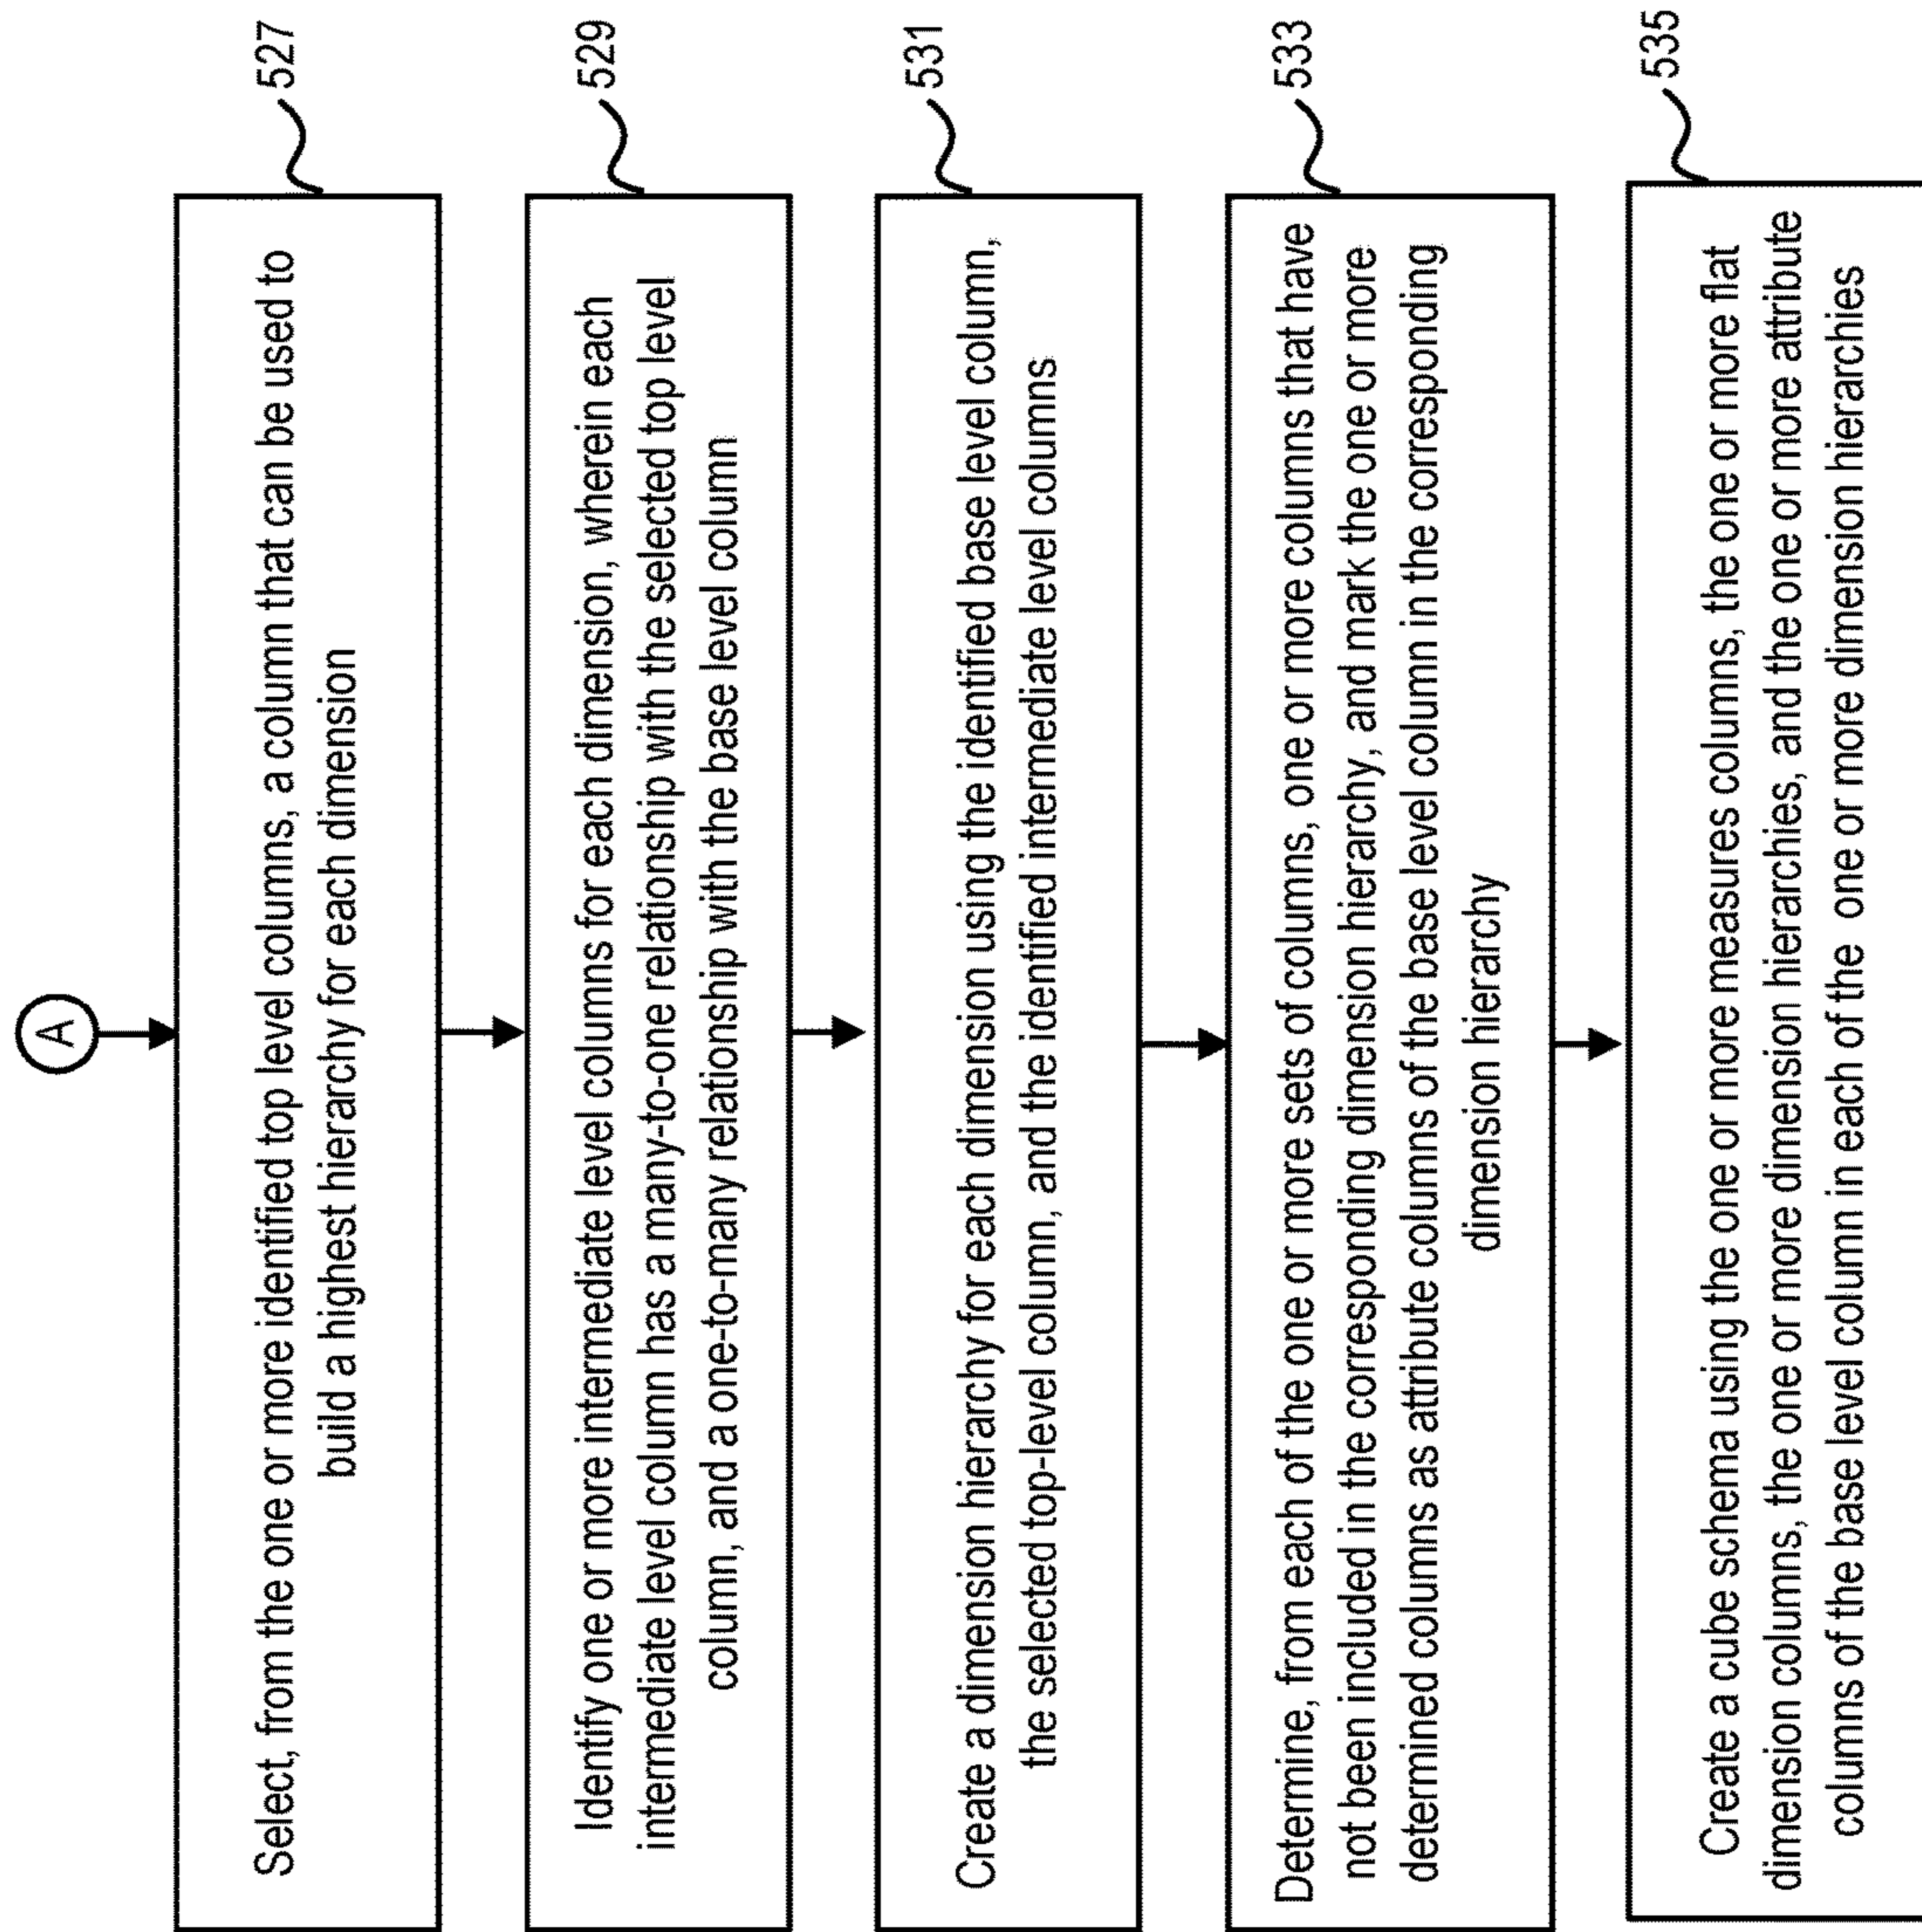 A
527
Select, from the one or more identified top level columns, a column that can be used to
build a highest hierarchy for each dimension
529
Identify one or more intermediate level columns for each dimension, wherein each
intermediate level column has a many-to-one relationship with the selected top level
column, and a one-to-many relationship with the base level column
531
Create a dimension hierarchy for each dimension using the identified base level column,
the selected top-level column, and the identified intermediate level columns
533
Determine, from each of the one or more sets of columns, one or more columns that have
not been included in the corresponding dimension hierarchy, and mark the one or more
determined columns as attribute columns of the base level column in the corresponding
dimension hierarchy
535
Create a cube schema using the one or more measures columns, the one or more flat
dimension columns, the one or more dimension hierarchies, and the one or more attribute
columns of the base level column in each of the one or more dimension hierarchies